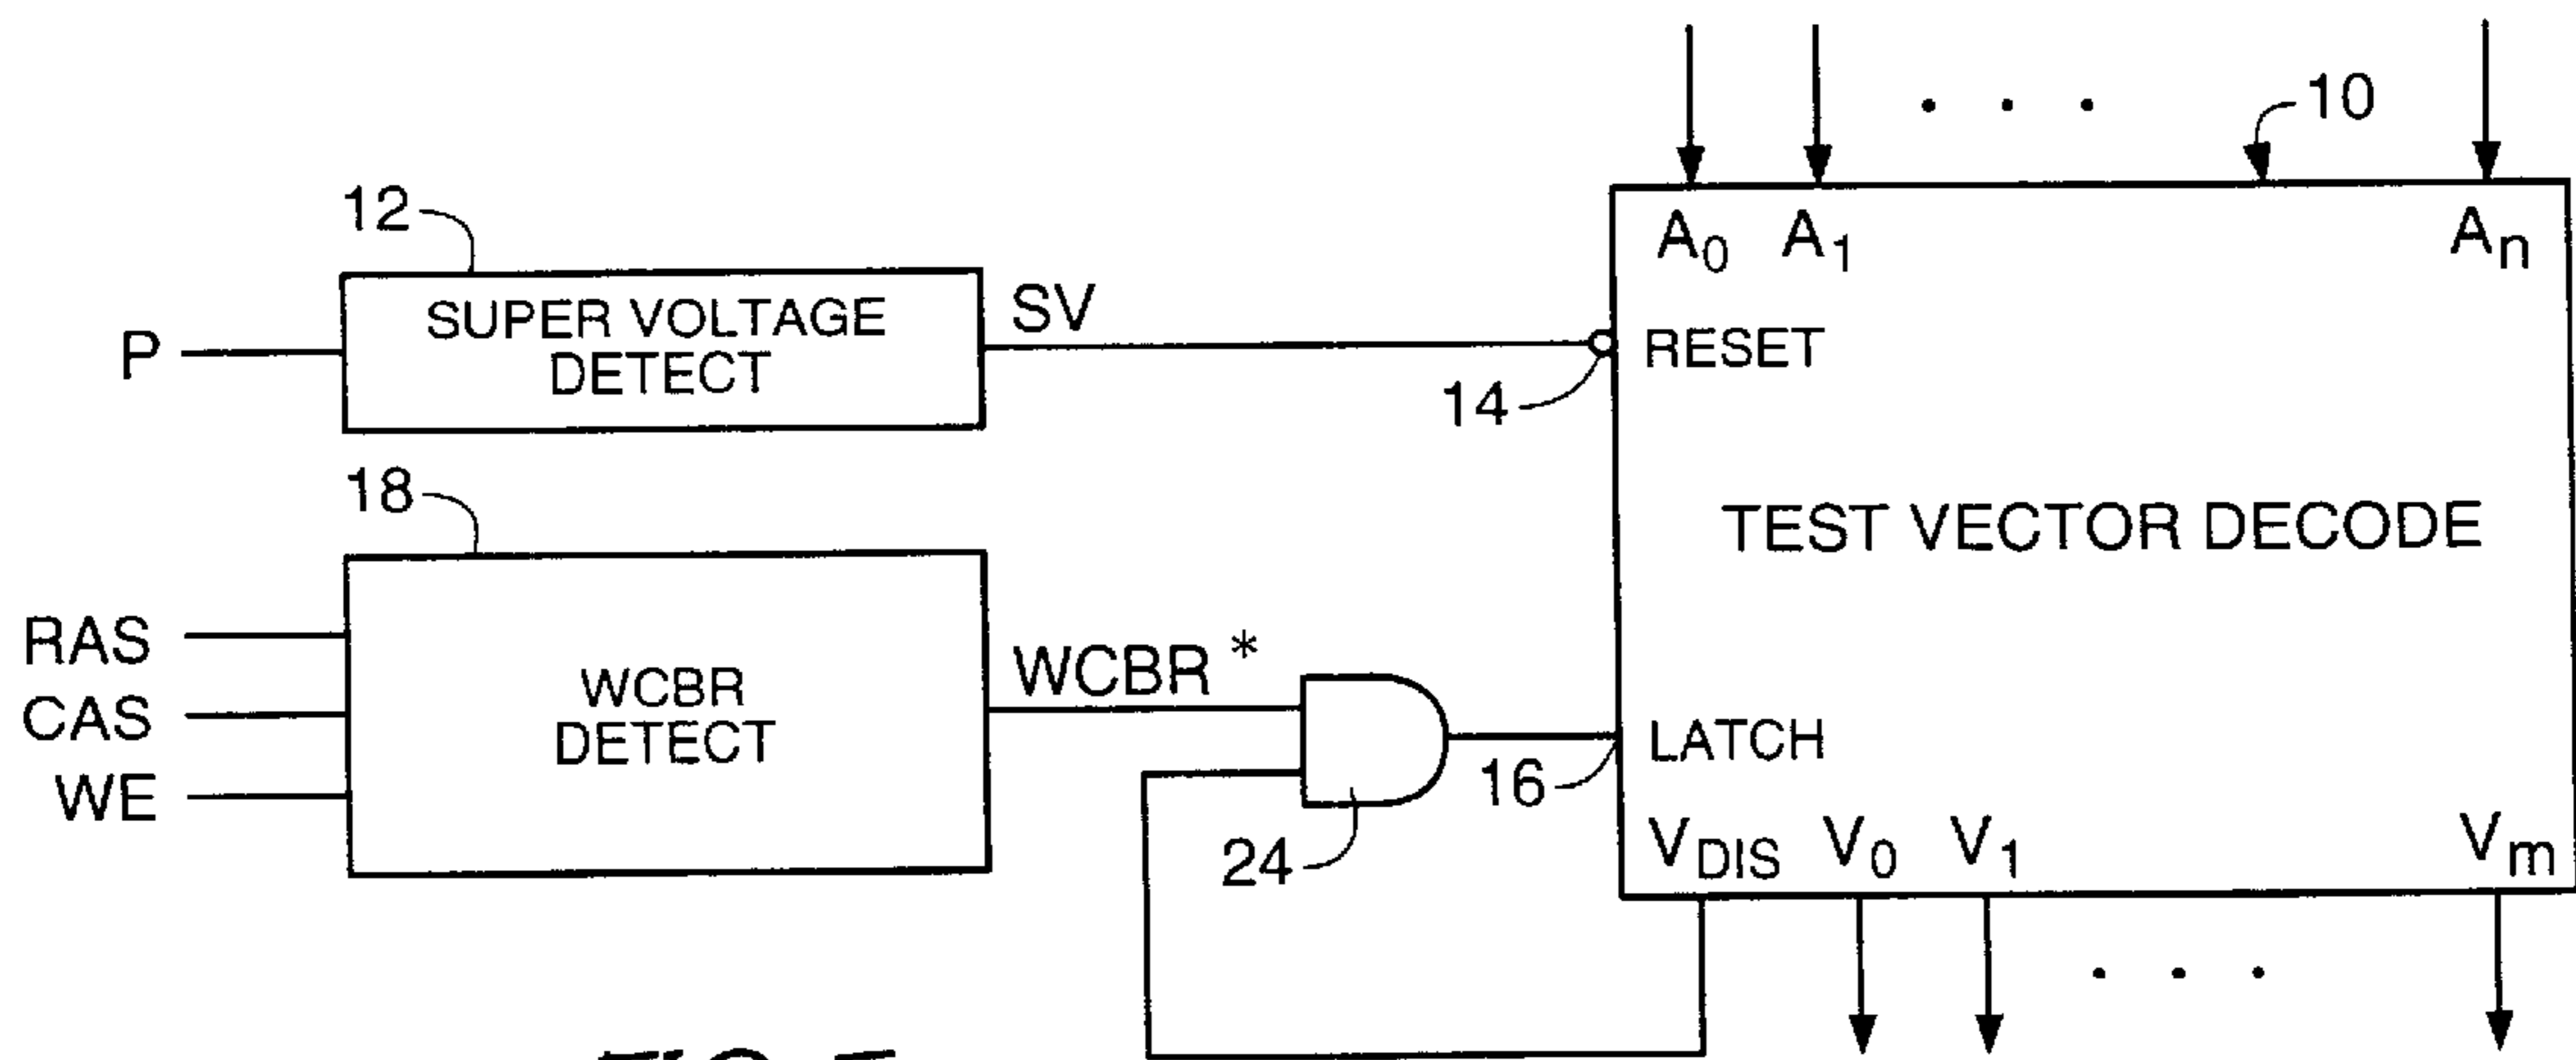 10
12
A0 A1 An
SUPER VOLTAGE
DETECT
SV
P
RESET
14
18
TEST VECTOR DECODE
RAS
CAS
WE
WCBR
DETECT
WCBR *
LATCH
16
24
VDIS V0 V1 Vm